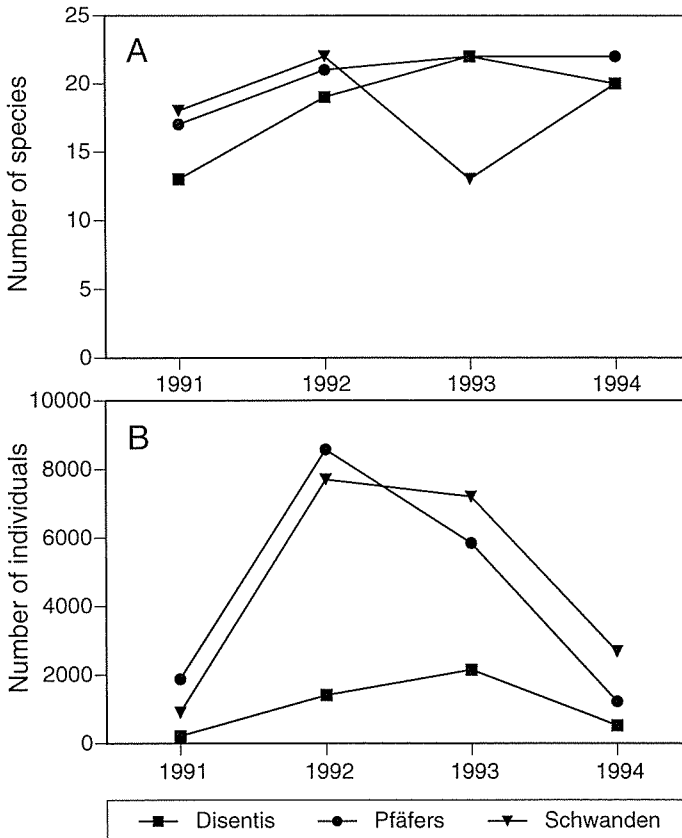 A
Number of species
25
20
15
10
5
0
1991 1992 1993 1994
B
Number of individuals
10000
8000
6000
4000
2000
0
1991 1992 1993 1994
Disentis Pfäfers Schwanden